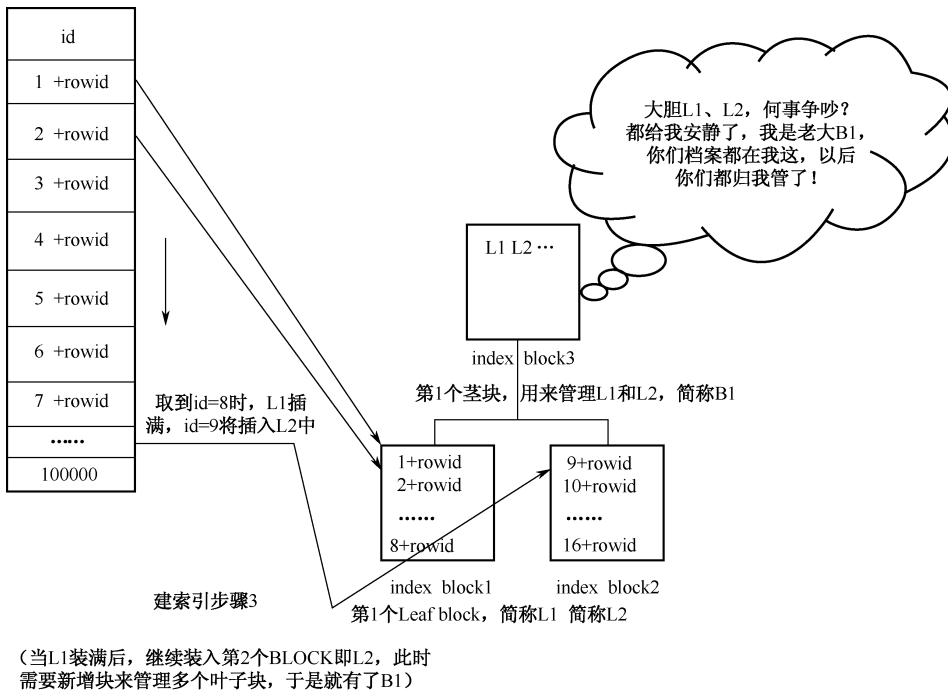 id
1 +rowid
2 +rowid
3 +rowid
4 +rowid
5 +rowid
6 +rowid
7 +rowid
……
100000
大胆L1、L2，何事争吵？
都给我安静了，我是老大B1，
你们档案都在我这，以后
你们都归我管了！
L1 L2 …
index block3
第1个茎块，用来管理L1和L2，简称B1
取到id=8时，L1插
满，id=9将插入L2中
1+rowid
2+rowid
……
8+rowid
9+rowid
10+rowid
……
16+rowid
index block1
index block2
第1个Leaf block，简称L1 简称L2
建索引步骤3
（当L1装满后，继续装入第2个BLOCK即L2，此时
需要新增块来管理多个叶子块，于是就有了B1）